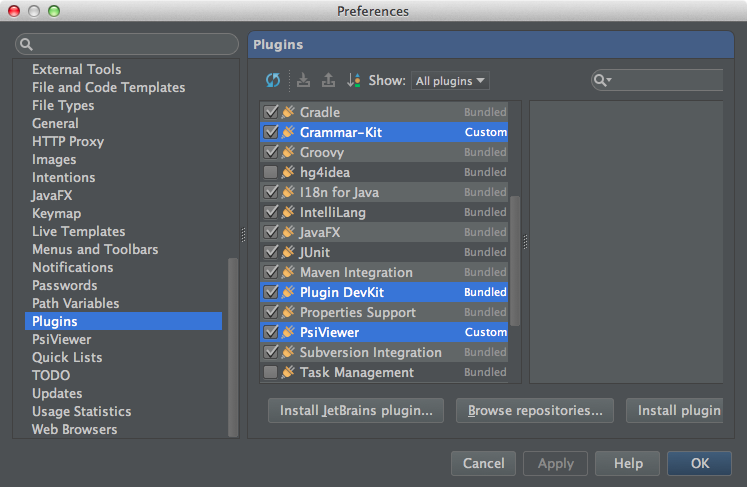 Preferences
External Tools
File and Code Templates
File Types
General
HTTP Proxy
Images
Intentions
JavaFX
Keymap
Live Templates
Menus and Toolbars
Notifications
Passwords
Path Variables
Plugins
PsiViewer
Quick Lists
TODO
Updates
Usage Statistics
Web Browsers
Plugins
Show: All plugins
Gradle Bundled
Grammar-Kit Custom
Groovy Bundled
hg4idea Bundled
I18n for Java Bundled
IntelliLang Bundled
JavaFX Bundled
JUnit Bundled
Maven Integration Bundled
Plugin DevKit Bundled
Properties Support Bundled
PsiViewer Custom
Subversion Integration Bundled
Task Management Bundled
Install JetBrains plugin... Browse repositories... Install plugin
Cancel Apply Help OK